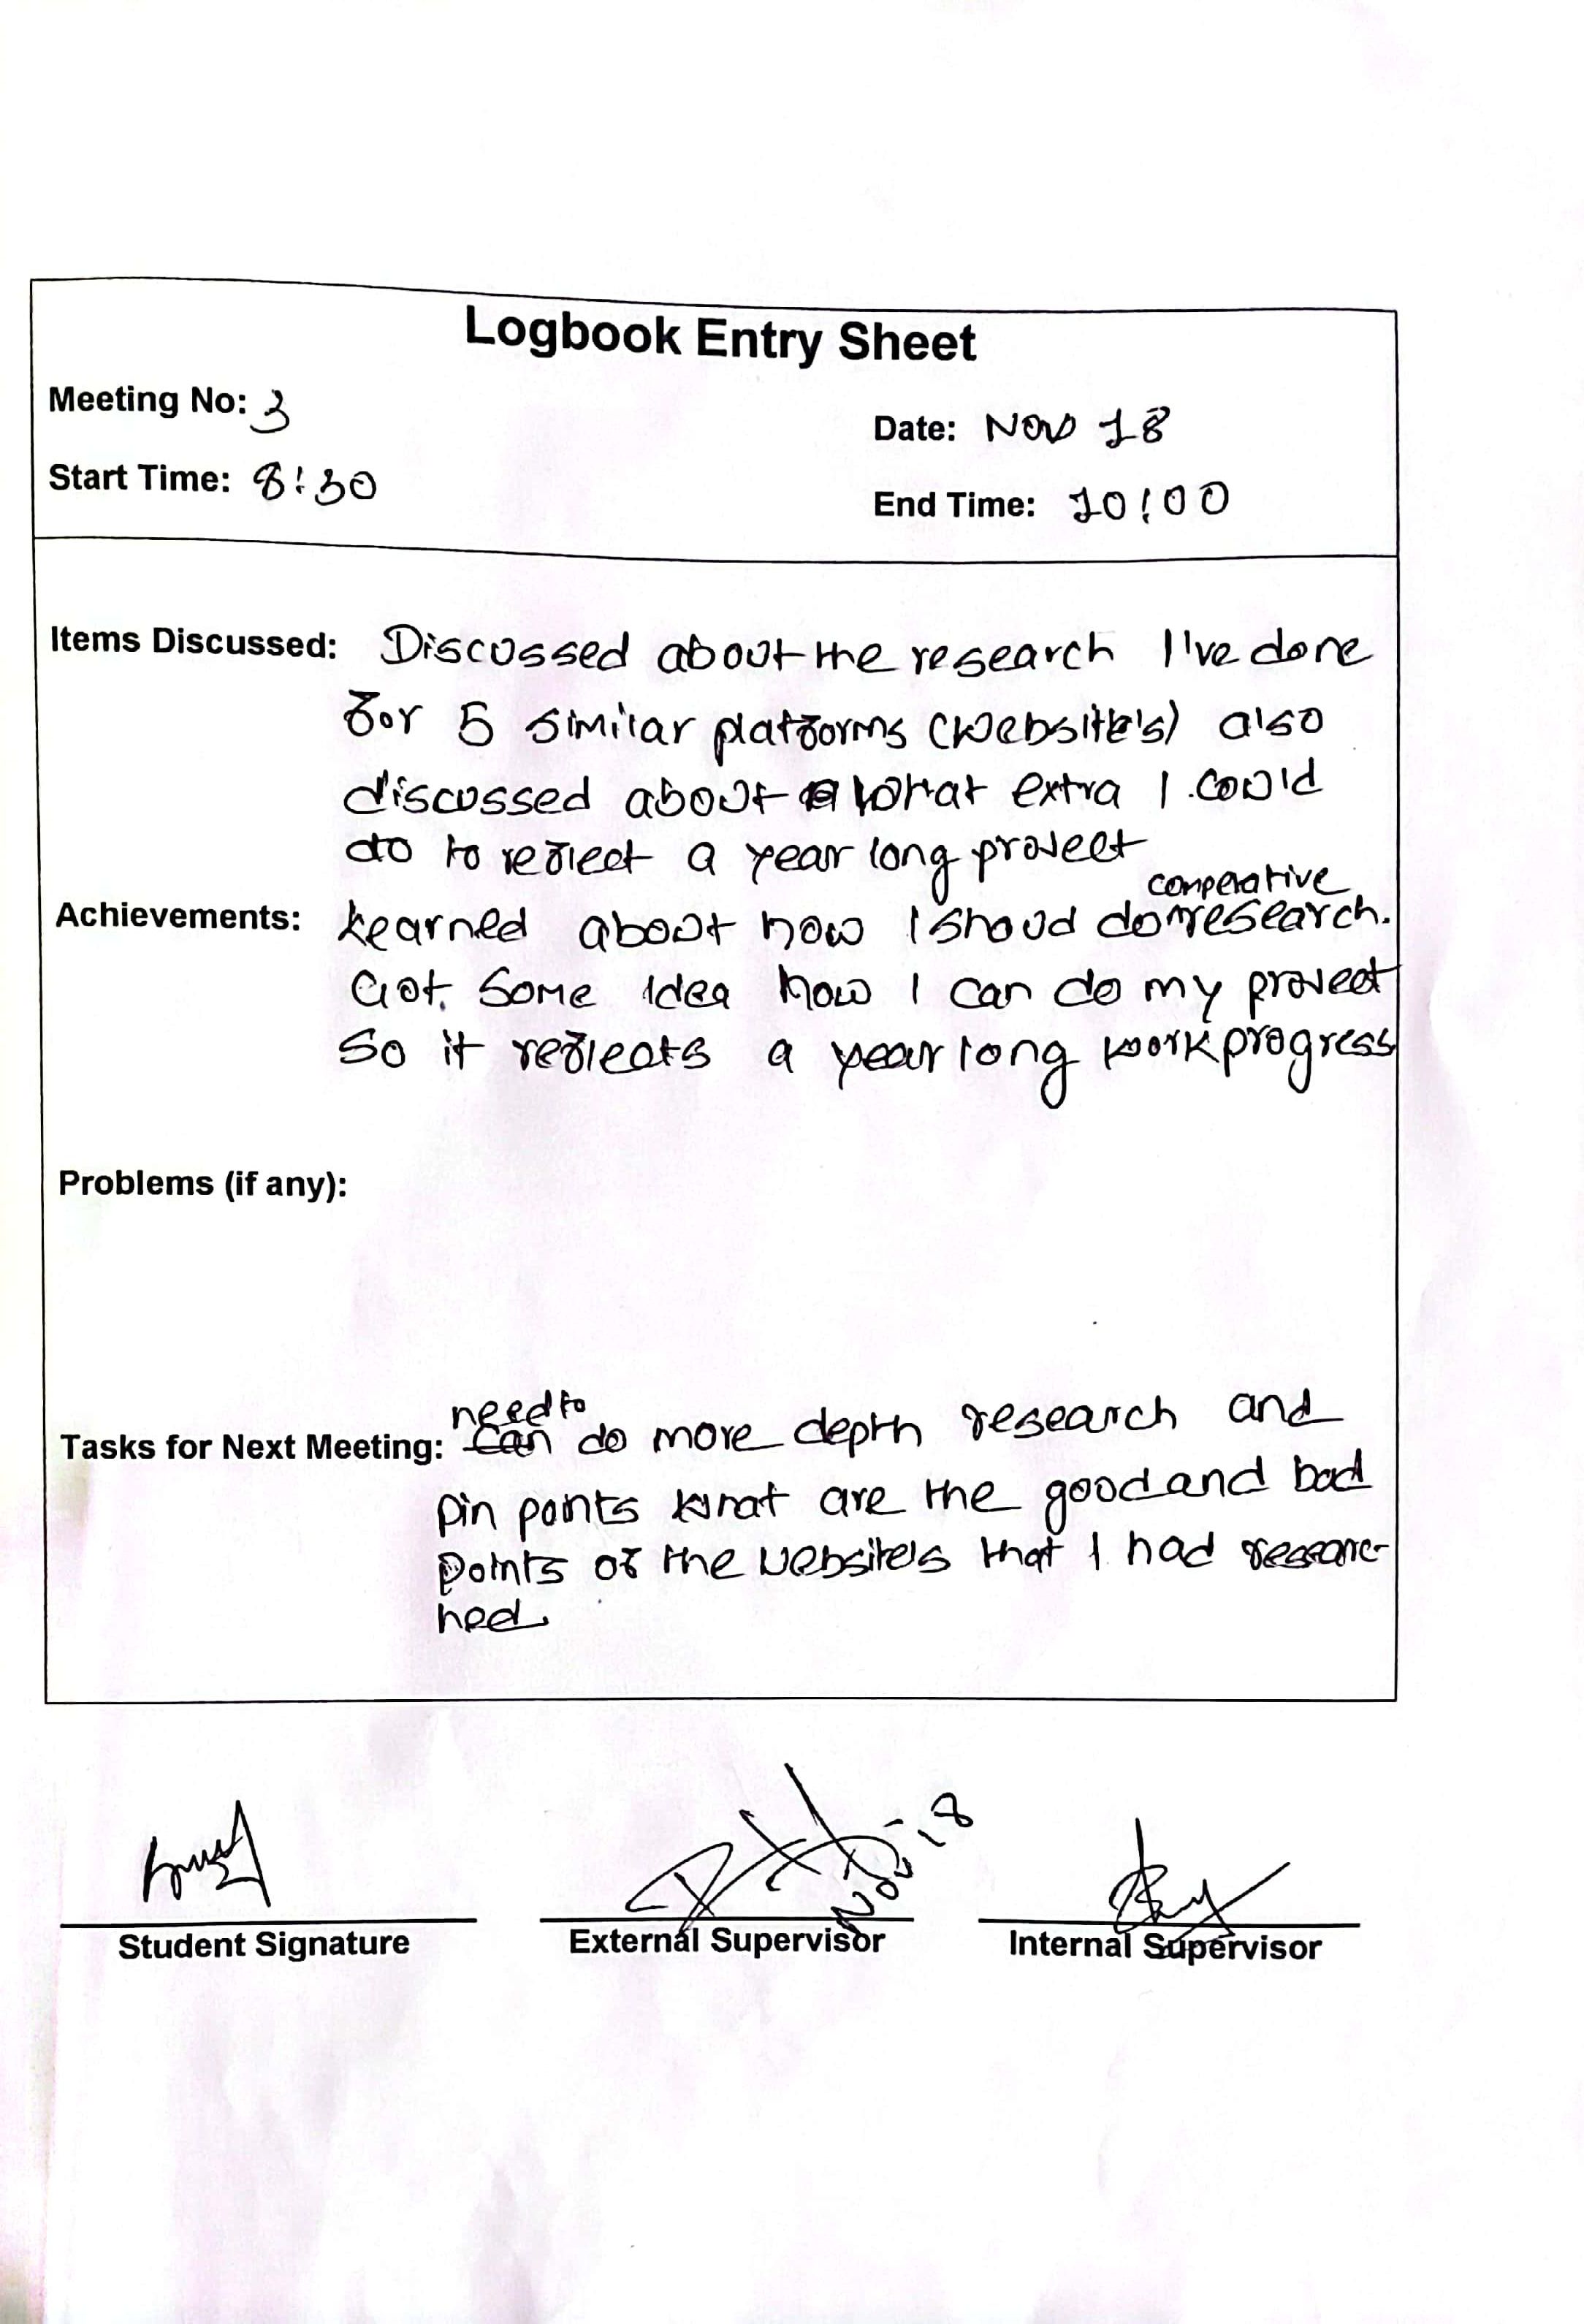 Logbook Entry Sheet
Meeting No: 3
Date: Nov 18
Start Time: 8:30
End Time: 10:00
Items Discussed: Discussed about the research I've done
for 5 similar platforms (website's) also
discussed about what extra I could
do to reflect a year long project
comperative
Achievements: Learned about how I shoud do research.
Got some idea how I can do my project
So it reflects a year long work progress
Problems (if any):
need to
Tasks for Next Meeting: can do more depth research and
pin points what are the good and bad
points of the website's that I had researc-
hed.
Nov-18
Student Signature
External Supervisor
Internal Supervisor